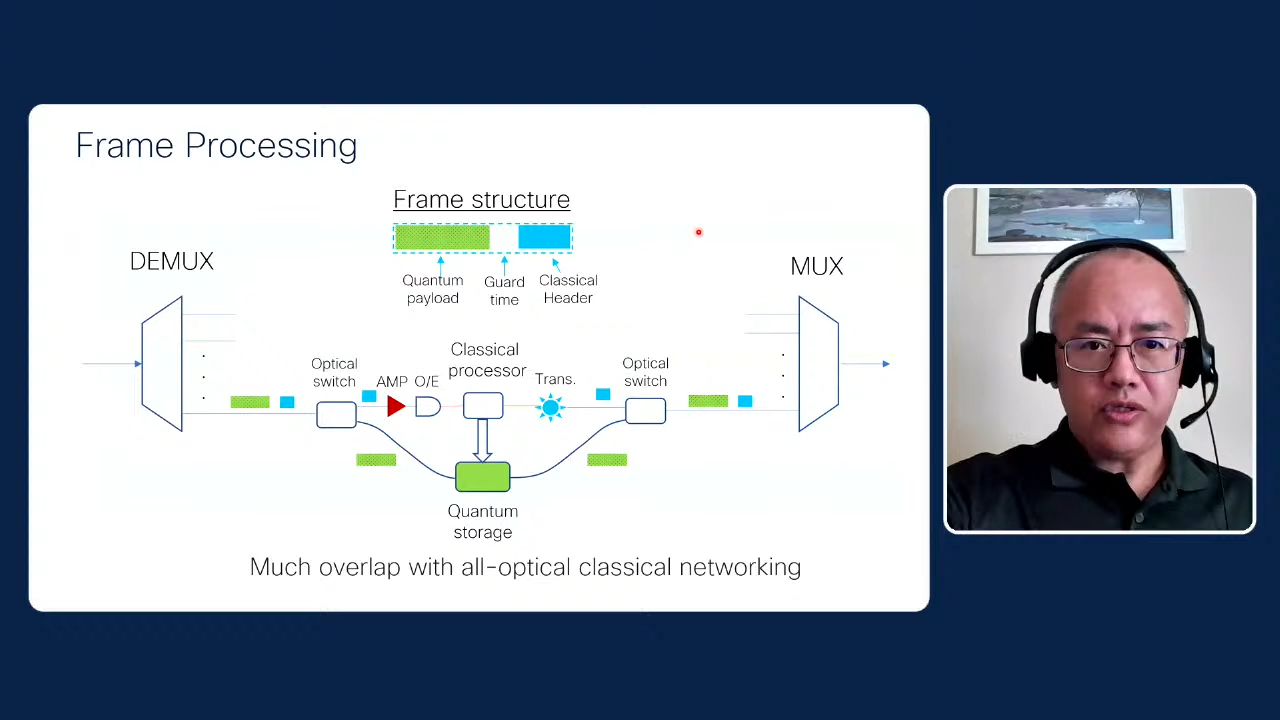 Frame Processing
Frame structure
Quantum
payload
Guard
time
Classical
Header
DEMUX
MUX
Optical
switch
AMP
O/E
Classical
processor
Trans.
Optical
switch
Quantum
storage
Much overlap with all-optical classical networking